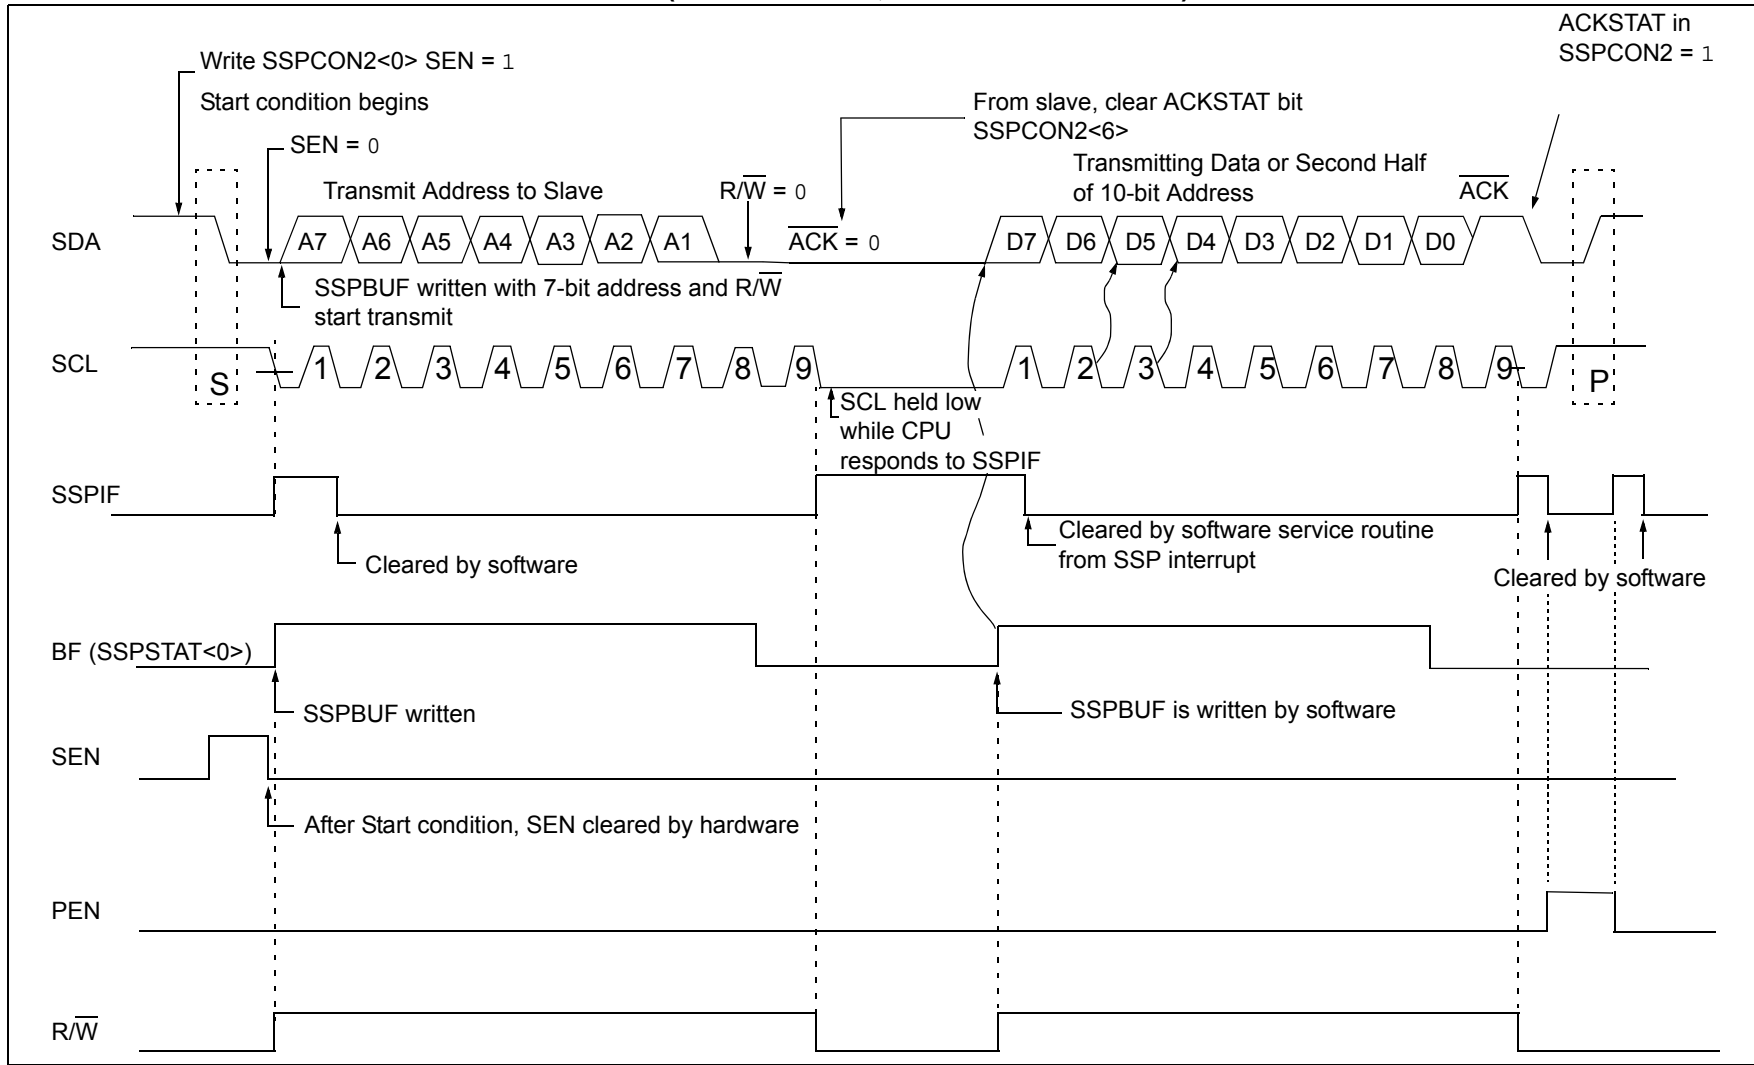 ACKSTAT in
SSPCON2 = 1
Write SSPCON2<0> SEN = 1
Start condition begins
From slave, clear ACKSTAT bit
SSPCON2<6>
SEN = 0
Transmitting Data or Second Half
of 10-bit Address
Transmit Address to Slave
R/W̅ = 0
A̅C̅K̅
SDA
A7 A6 A5 A4 A3 A2 A1
A̅C̅K̅ = 0
D7 D6 D5 D4 D3 D2 D1 D0
SSPBUF written with 7-bit address and R/W̅
start transmit
SCL
S
1 2 3 4 5 6 7 8 9
1 2 3 4 5 6 7 8 9
P
SCL held low
while CPU
responds to SSPIF
SSPIF
Cleared by software
Cleared by software service routine
from SSP interrupt
Cleared by software
BF (SSPSTAT<0>)
SSPBUF written
SSPBUF is written by software
SEN
After Start condition, SEN cleared by hardware
PEN
R/W̅